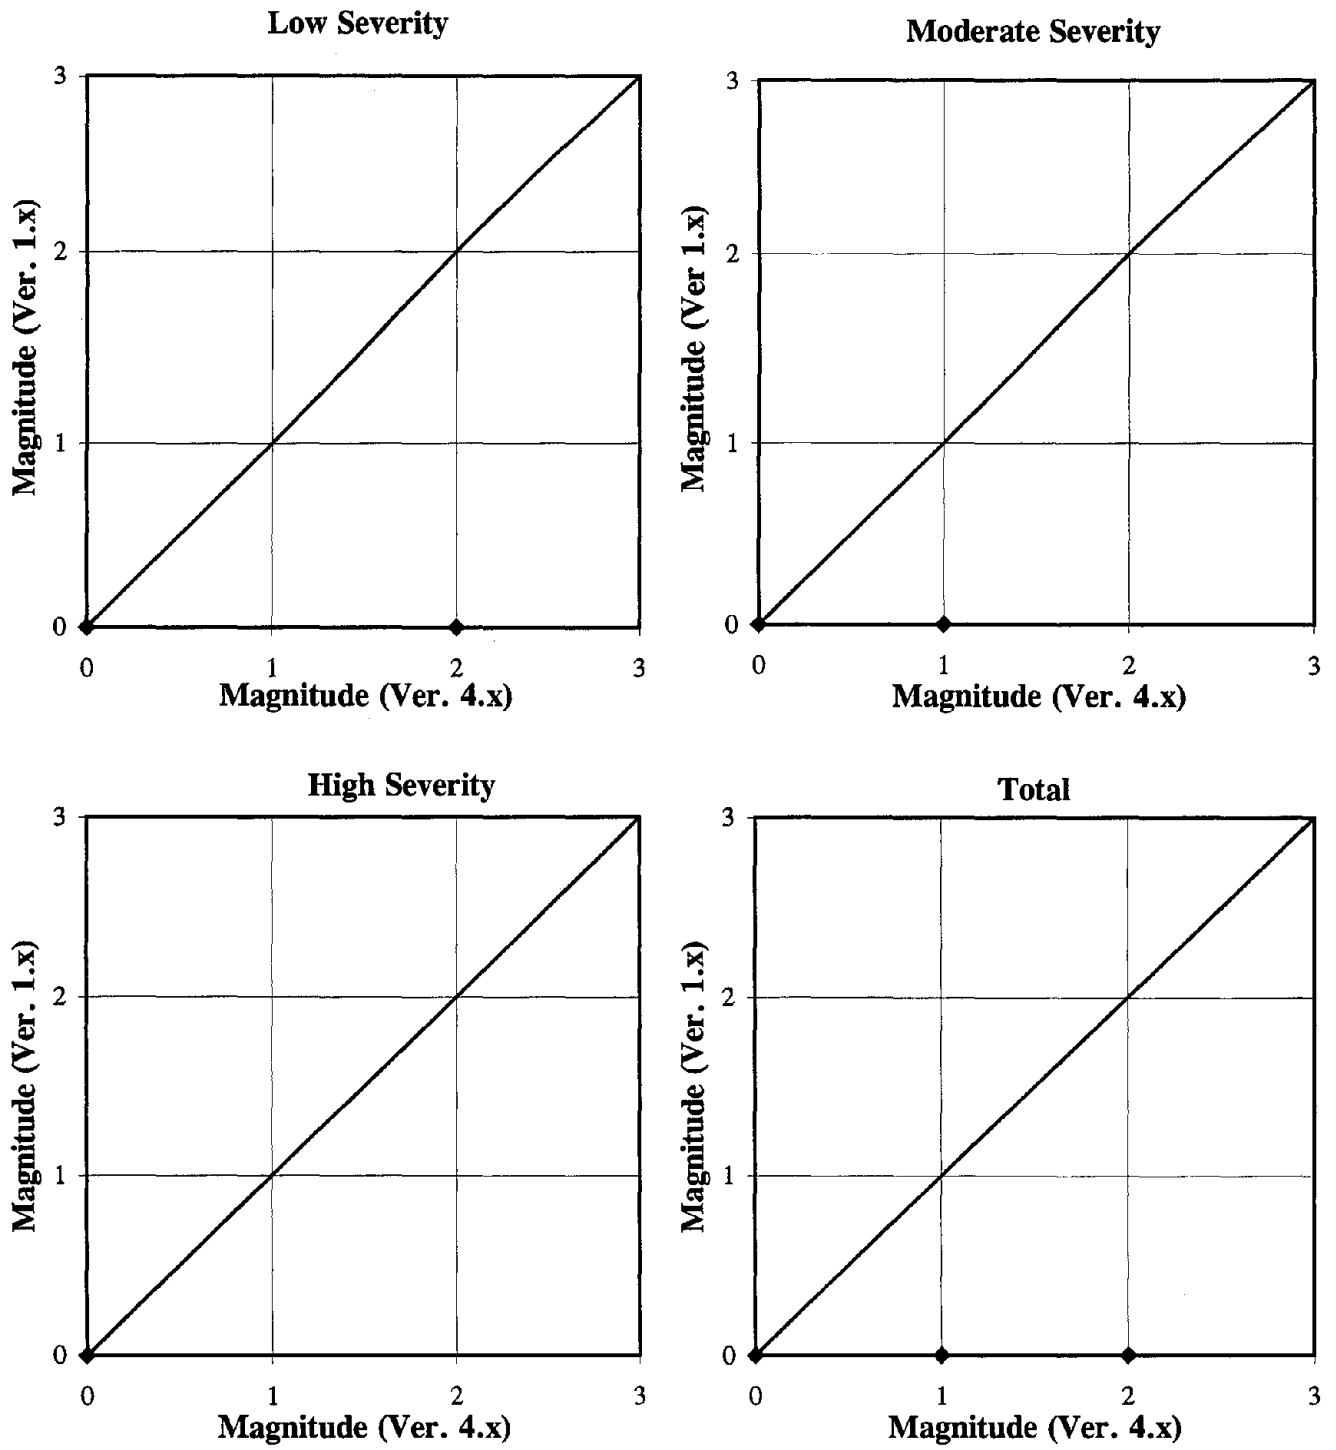 Low Severity
3
2
1
0
Magnitude (Ver. 1.x)
0 1 2 3
Magnitude (Ver. 4.x)
Moderate Severity
3
2
1
0
Magnitude (Ver 1.x)
0 1 2 3
Magnitude (Ver. 4.x)
High Severity
3
2
1
0
Magnitude (Ver. 1.x)
0 1 2 3
Magnitude (Ver. 4.x)
Total
3
2
1
0
Magnitude (Ver. 1.x)
0 1 2 3
Magnitude (Ver. 4.x)